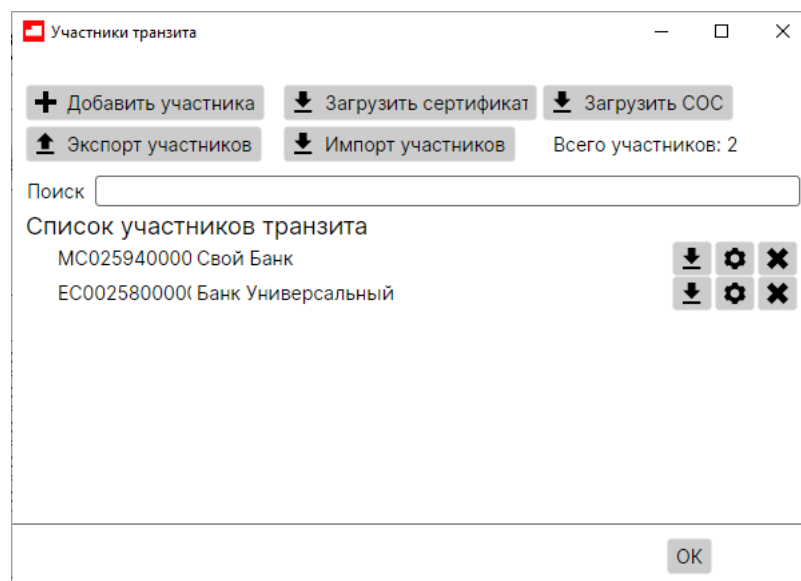 Участники транзита
Добавить участника Загрузить сертификат Загрузить СОС
Экспорт участников Импорт участников Всего участников: 2
Поиск
Список участников транзита
MC025940000 Свой Банк
EC002580000( Банк Универсальный
OK